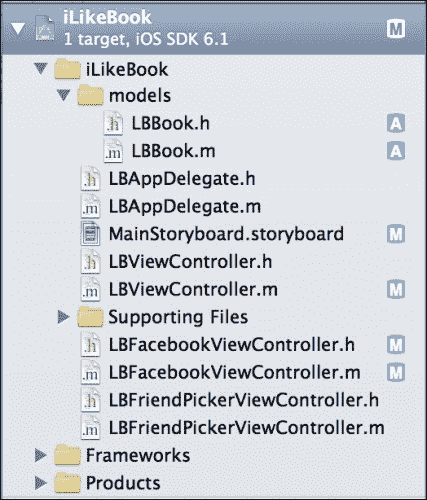 iLikeBook M
1 target, iOS SDK 6.1
iLikeBook
models
h LBBook.h A
m LBBook.m A
h LBAppDelegate.h
m LBAppDelegate.m
MainStoryboard.storyboard M
h LBViewController.h
m LBViewController.m M
Supporting Files
h LBFacebookViewController.h M
m LBFacebookViewController.m M
h LBFriendPickerViewController.h
m LBFriendPickerViewController.m
Frameworks
Products